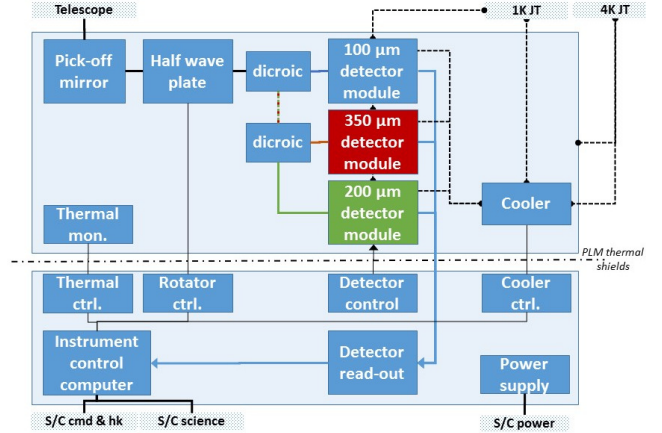 Telescope
1K JT
4K JT
Pick-off
mirror
Half wave
plate
dicroic
100 µm
detector
module
dicroic
350 µm
detector
module
200 µm
detector
module
Cooler
Thermal
mon.
PLM thermal
shields
Thermal
ctrl.
Rotator
ctrl.
Detector
control
Cooler
ctrl.
Instrument
control
computer
Detector
read-out
Power
supply
S/C cmd & hk
S/C science
S/C power